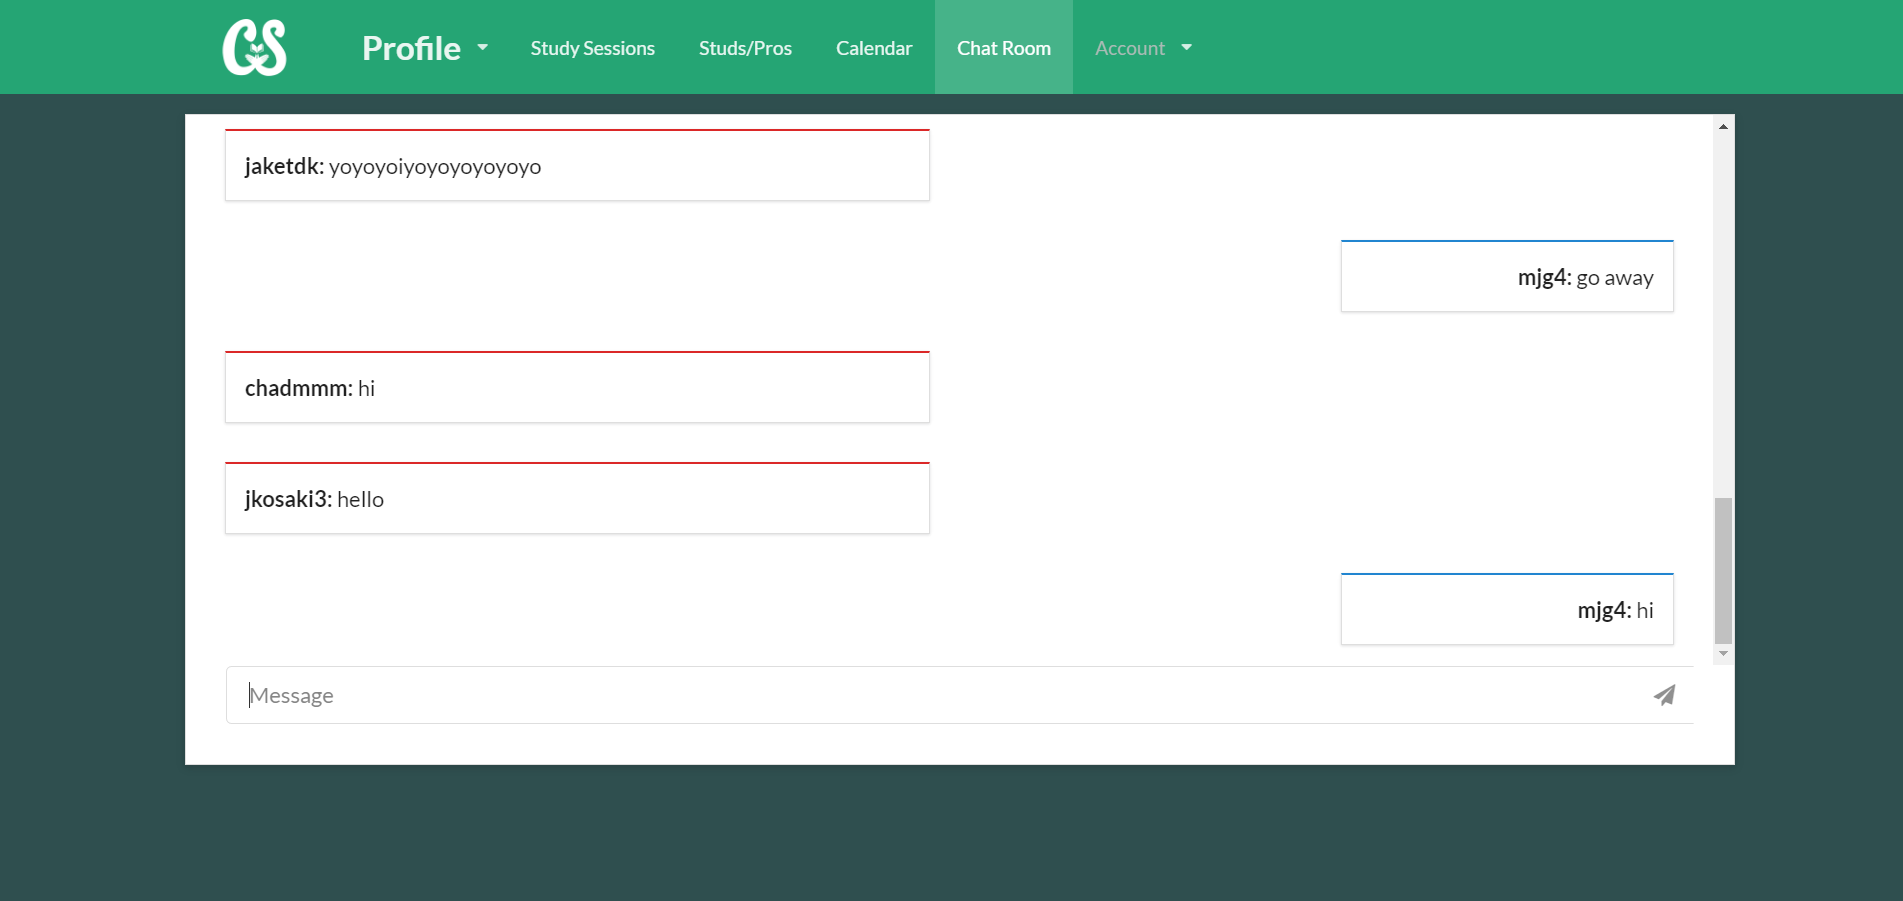 CS
Profile Study Sessions Studs/Pros Calendar Chat Room Account
jaketdk: yoyoyoiyoyoyoyoyoyo
mjg4: go away
chadmmm: hi
jkosaki3: hello
mjg4: hi
Message